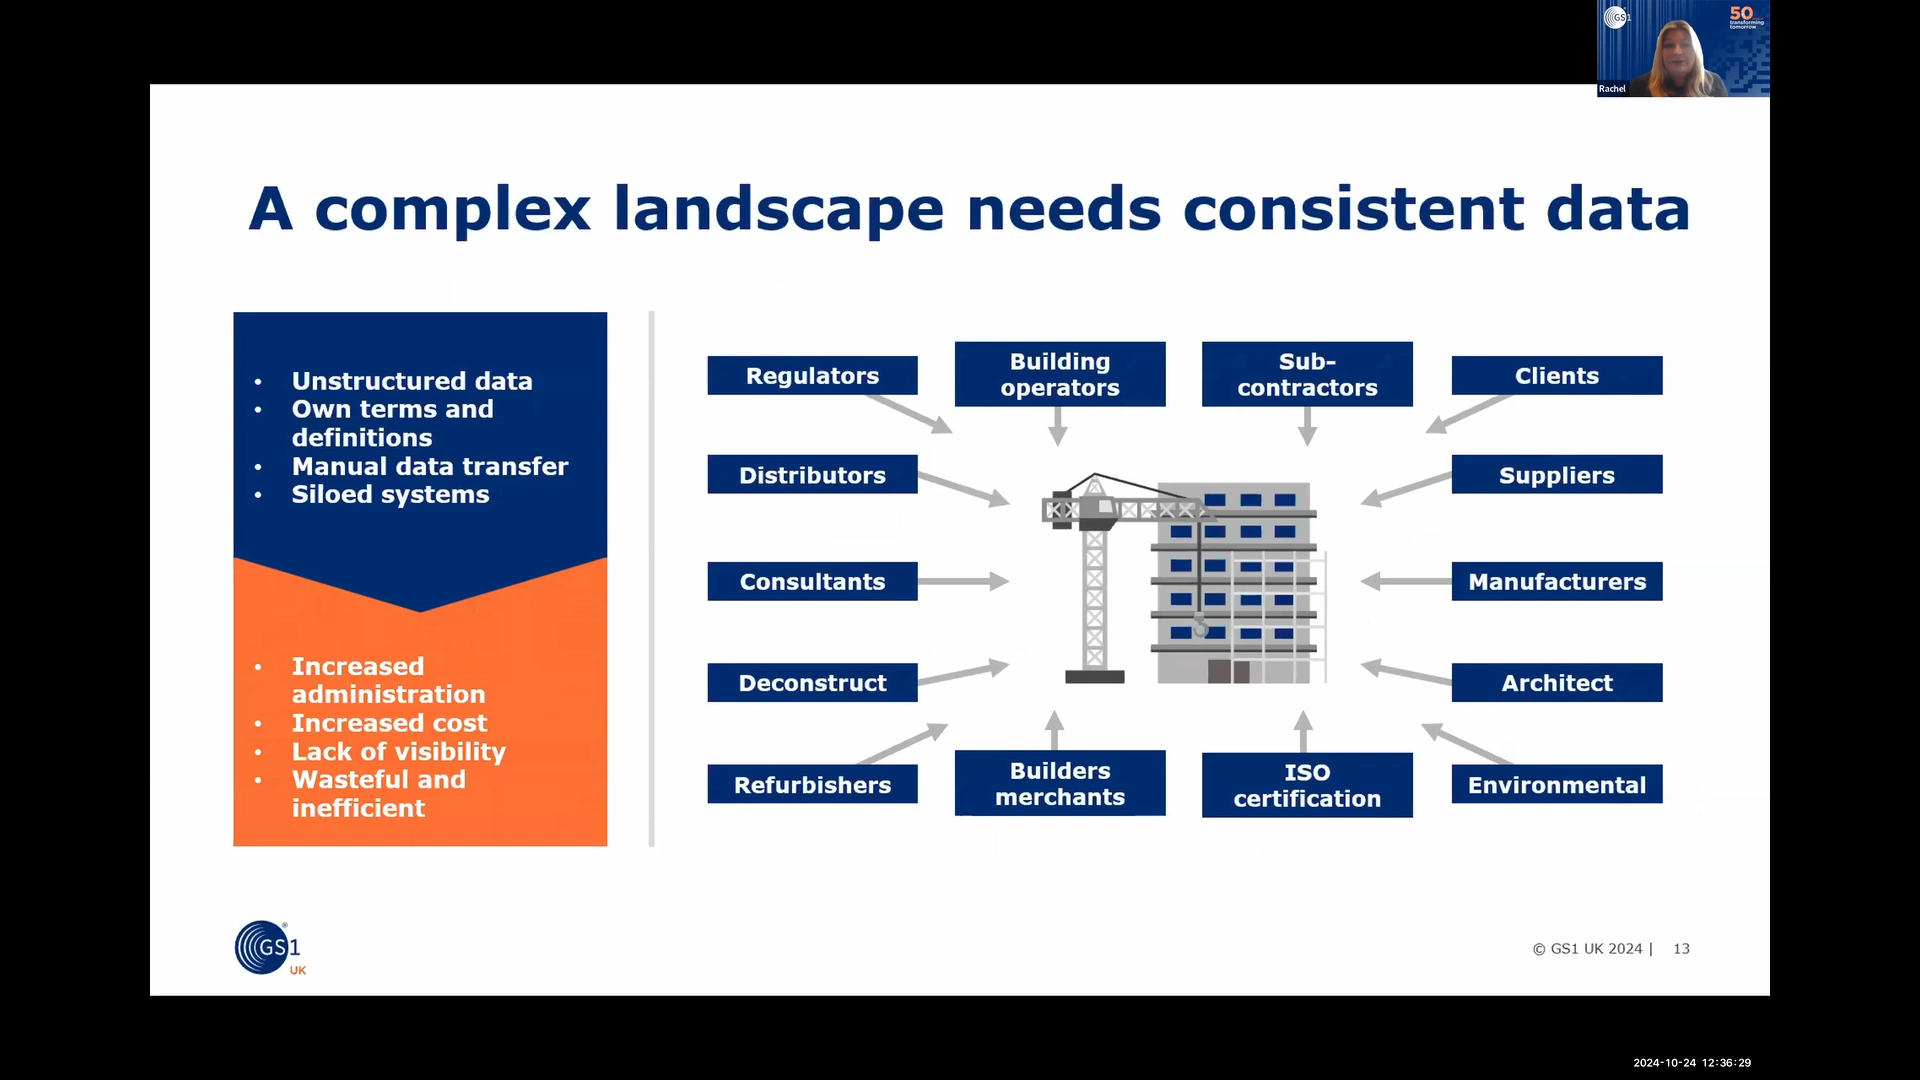 GS1
50
transforming
tomorrow
Rachel
A complex landscape needs consistent data
• Unstructured data
• Own terms and
definitions
• Manual data transfer
• Siloed systems
• Increased
administration
• Increased cost
• Lack of visibility
• Wasteful and
inefficient
Regulators
Building
operators
Sub-
contractors
Clients
Distributors
Suppliers
Consultants
Manufacturers
Deconstruct
Architect
Refurbishers
Builders
merchants
ISO
certification
Environmental
GS1 ®
UK
© GS1 UK 2024 | 13
2024-10-24 12:36:29